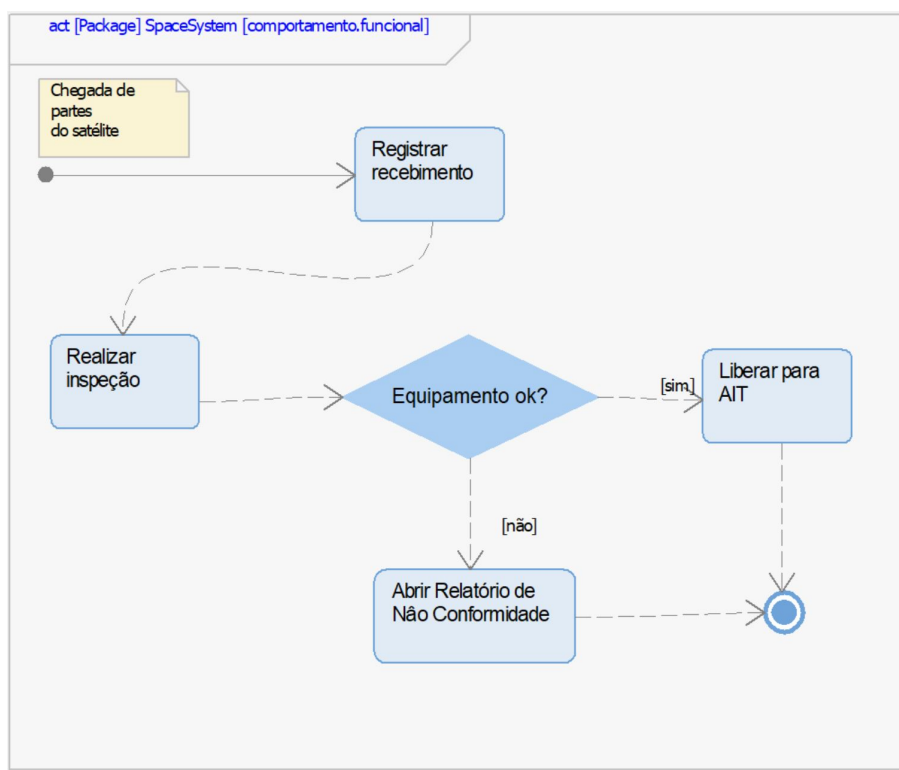 act [Package] SpaceSystem [comportamento.funcional]
Chegada de
partes
do satélite
Registrar
recebimento
Realizar
inspeção
Equipamento ok?
[sim]
Liberar para
AIT
[não]
Abrir Relatório de
Nâo Conformidade